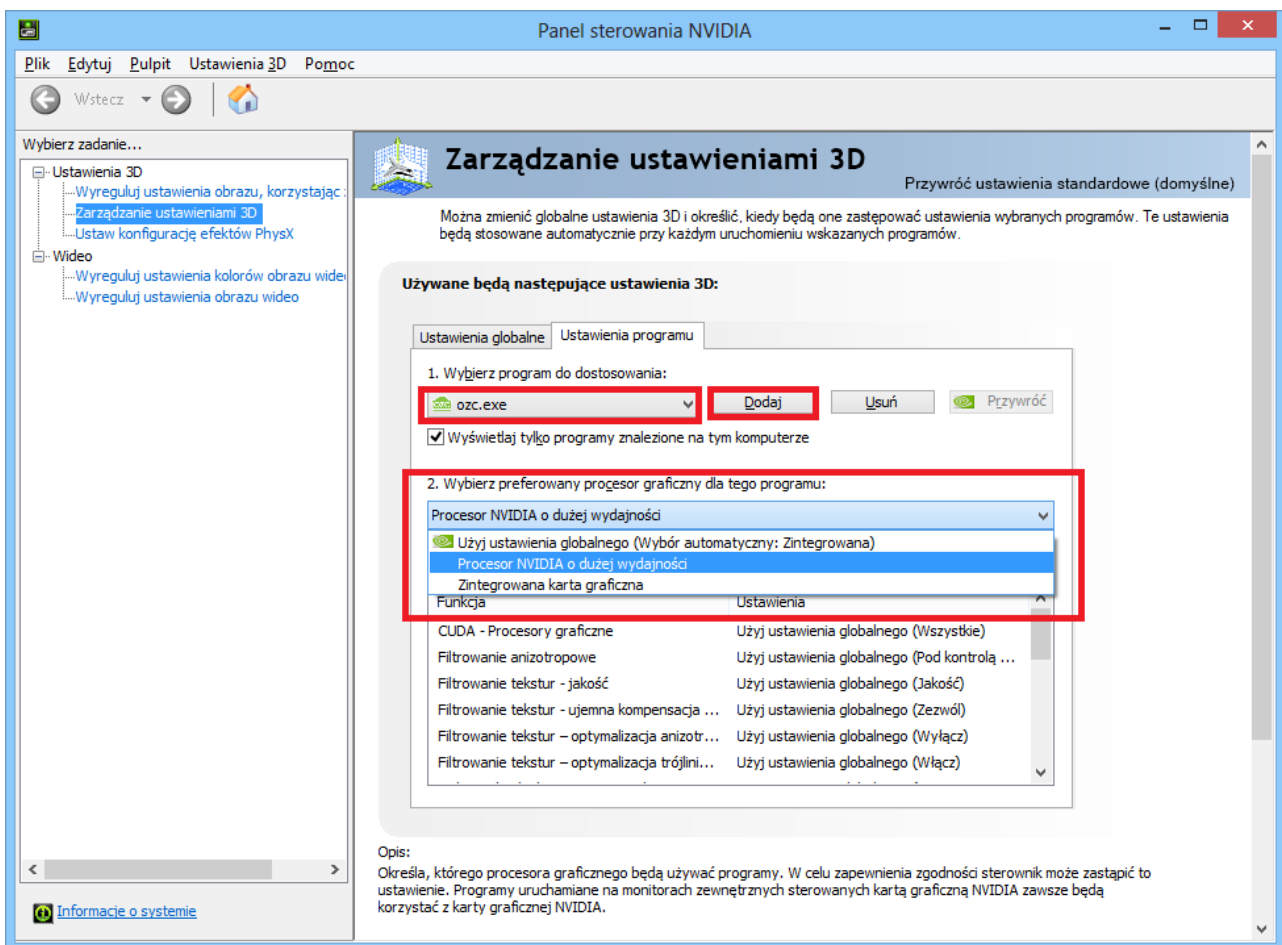 Panel sterowania NVIDIA
Plik Edytuj Pulpit Ustawienia 3D Pomoc
Wstecz
Wybierz zadanie...
Ustawienia 3D
Wyreguluj ustawienia obrazu, korzystając
Zarządzanie ustawieniami 3D
Ustaw konfigurację efektów PhysX
Wideo
Wyreguluj ustawienia kolorów obrazu wide
Wyreguluj ustawienia obrazu wideo
Informacje o systemie
Zarządzanie ustawieniami 3D
Przywróć ustawienia standardowe (domyślne)
Można zmienić globalne ustawienia 3D i określić, kiedy będą one zastępować ustawienia wybranych programów. Te ustawienia
będą stosowane automatycznie przy każdym uruchomieniu wskazanych programów.
Używane będą następujące ustawienia 3D:
Ustawienia globalne Ustawienia programu
1. Wybierz program do dostosowania:
ozc.exe Dodaj Usuń Przywróć
Wyświetlaj tylko programy znalezione na tym komputerze
2. Wybierz preferowany procesor graficzny dla tego programu:
Procesor NVIDIA o dużej wydajności
Użyj ustawienia globalnego (Wybór automatyczny: Zintegrowana)
Procesor NVIDIA o dużej wydajności
Zintegrowana karta graficzna
Funkcja Ustawienia
CUDA - Procesory graficzne Użyj ustawienia globalnego (Wszystkie)
Filtrowanie anizotropowe Użyj ustawienia globalnego (Pod kontrolą ...
Filtrowanie tekstur - jakość Użyj ustawienia globalnego (Jakość)
Filtrowanie tekstur - ujemna kompensacja ... Użyj ustawienia globalnego (Zezwól)
Filtrowanie tekstur – optymalizacja anizotr... Użyj ustawienia globalnego (Wyłącz)
Filtrowanie tekstur – optymalizacja trójlini... Użyj ustawienia globalnego (Włącz)
Opis:
Określa, którego procesora graficznego będą używać programy. W celu zapewnienia zgodności sterownik może zastąpić to
ustawienie. Programy uruchamiane na monitorach zewnętrznych sterowanych kartą graficzną NVIDIA zawsze będą
korzystać z karty graficznej NVIDIA.